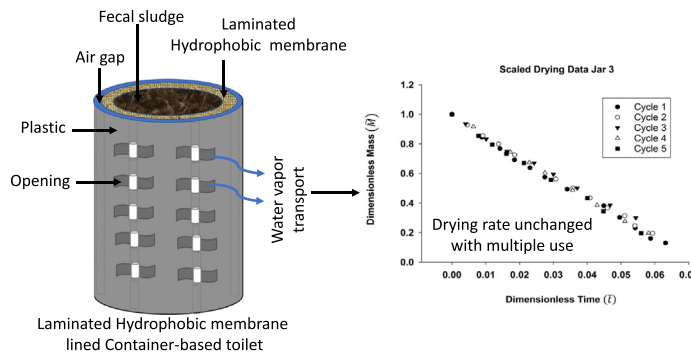 Fecal sludge
Laminated
Hydrophobic membrane
Air gap
Plastic
Opening
Water vapor
transport
Laminated Hydrophobic membrane
lined Container-based toilet
Scaled Drying Data Jar 3
Dimensionless Mass (M̃)
1.2
1.0
0.8
0.6
0.4
0.2
0.0
Cycle 1
Cycle 2
Cycle 3
Cycle 4
Cycle 5
Drying rate unchanged
with multiple use
0.00 0.01 0.02 0.03 0.04 0.05 0.06 0.0
Dimensionless Time (t̃)